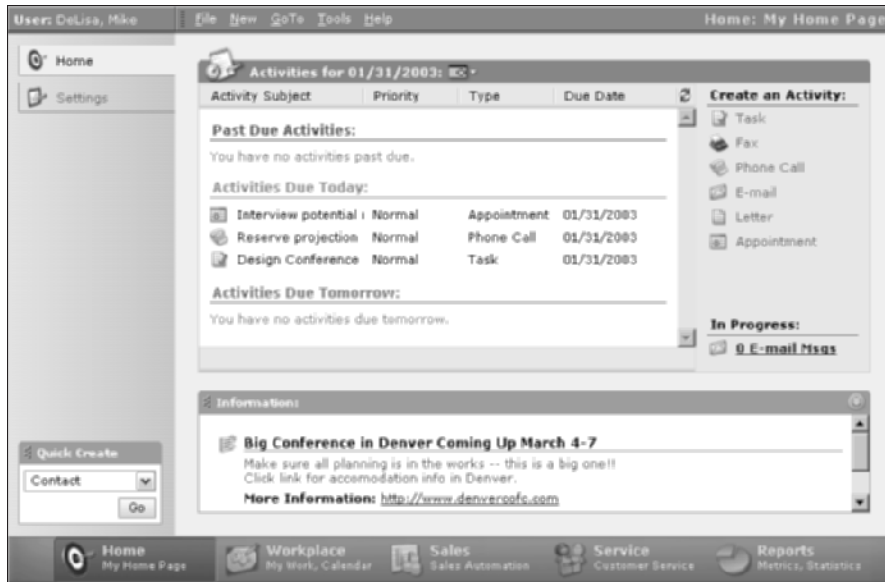 User: DeLisa, Mike
File New GoTo Tools Help
Home: My Home Page
Home
Settings
Activities for 01/31/2003:
Activity Subject Priority Type Due Date
Past Due Activities:
You have no activities past due.
Activities Due Today:
Interview potential Normal Appointment 01/31/2003
Reserve projection Normal Phone Call 01/31/2003
Design Conference Normal Task 01/31/2003
Activities Due Tomorrow:
You have no activities due tomorrow.
Create an Activity:
Task
Fax
Phone Call
E-mail
Letter
Appointment
In Progress:
0 E-mail Msgs
Information:
Big Conference in Denver Coming Up March 4-7
Make sure all planning is in the works -- this is a big one!!
Click link for accomodation info in Denver.
More Information: http://www.denvercofc.com
Quick Create
Contact
Go
Home
My Home Page
Workplace
My Work, Calendar
Sales
Sales Automation
Service
Customer Service
Reports
Metrics, Statistics